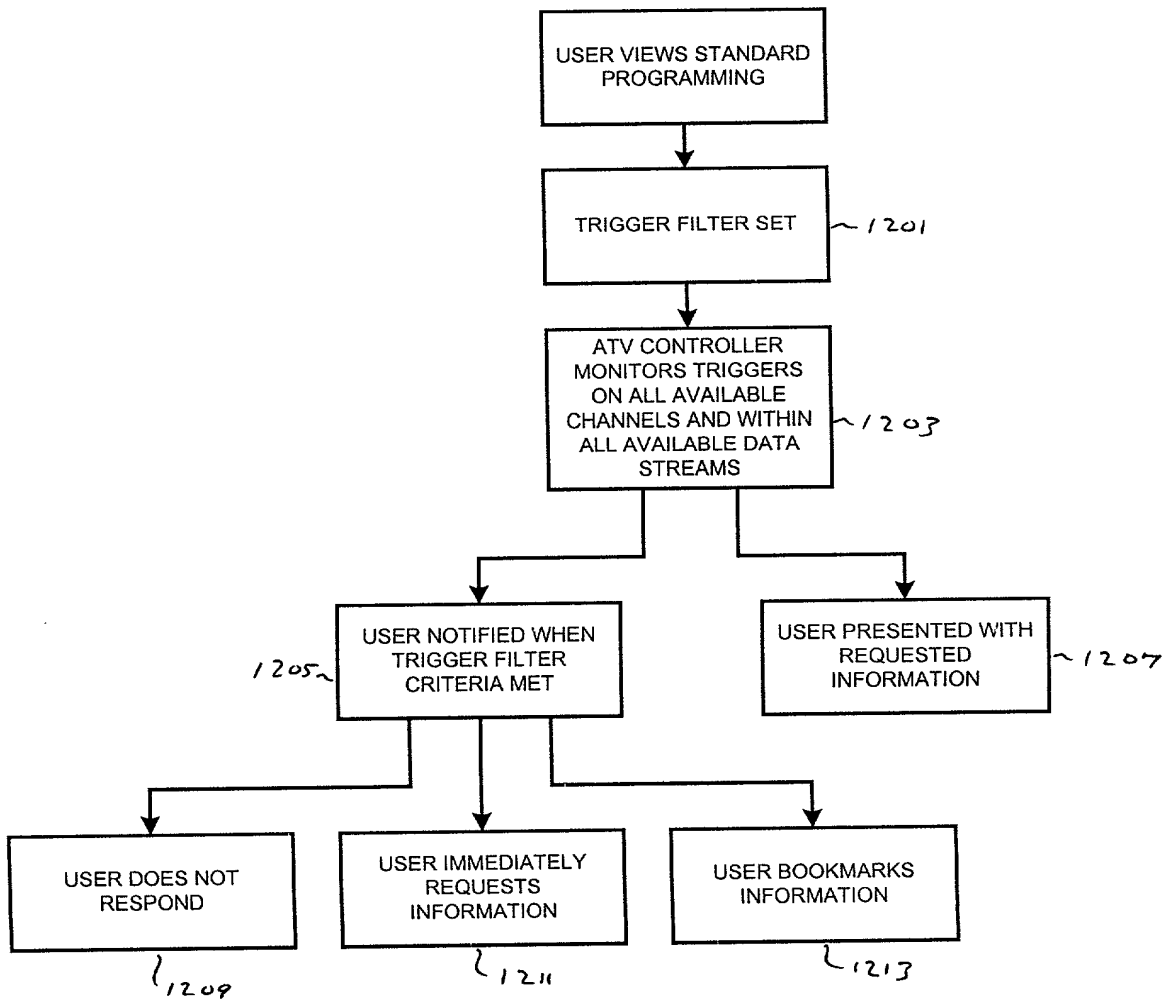 USER VIEWS STANDARD
PROGRAMMING
TRIGGER FILTER SET
1201
ATV CONTROLLER
MONITORS TRIGGERS
ON ALL AVAILABLE
CHANNELS AND WITHIN
ALL AVAILABLE DATA
STREAMS
1203
USER NOTIFIED WHEN
TRIGGER FILTER
CRITERIA MET
1205
USER PRESENTED WITH
REQUESTED
INFORMATION
1207
USER DOES NOT
RESPOND
1209
USER IMMEDIATELY
REQUESTS
INFORMATION
1211
USER BOOKMARKS
INFORMATION
1213